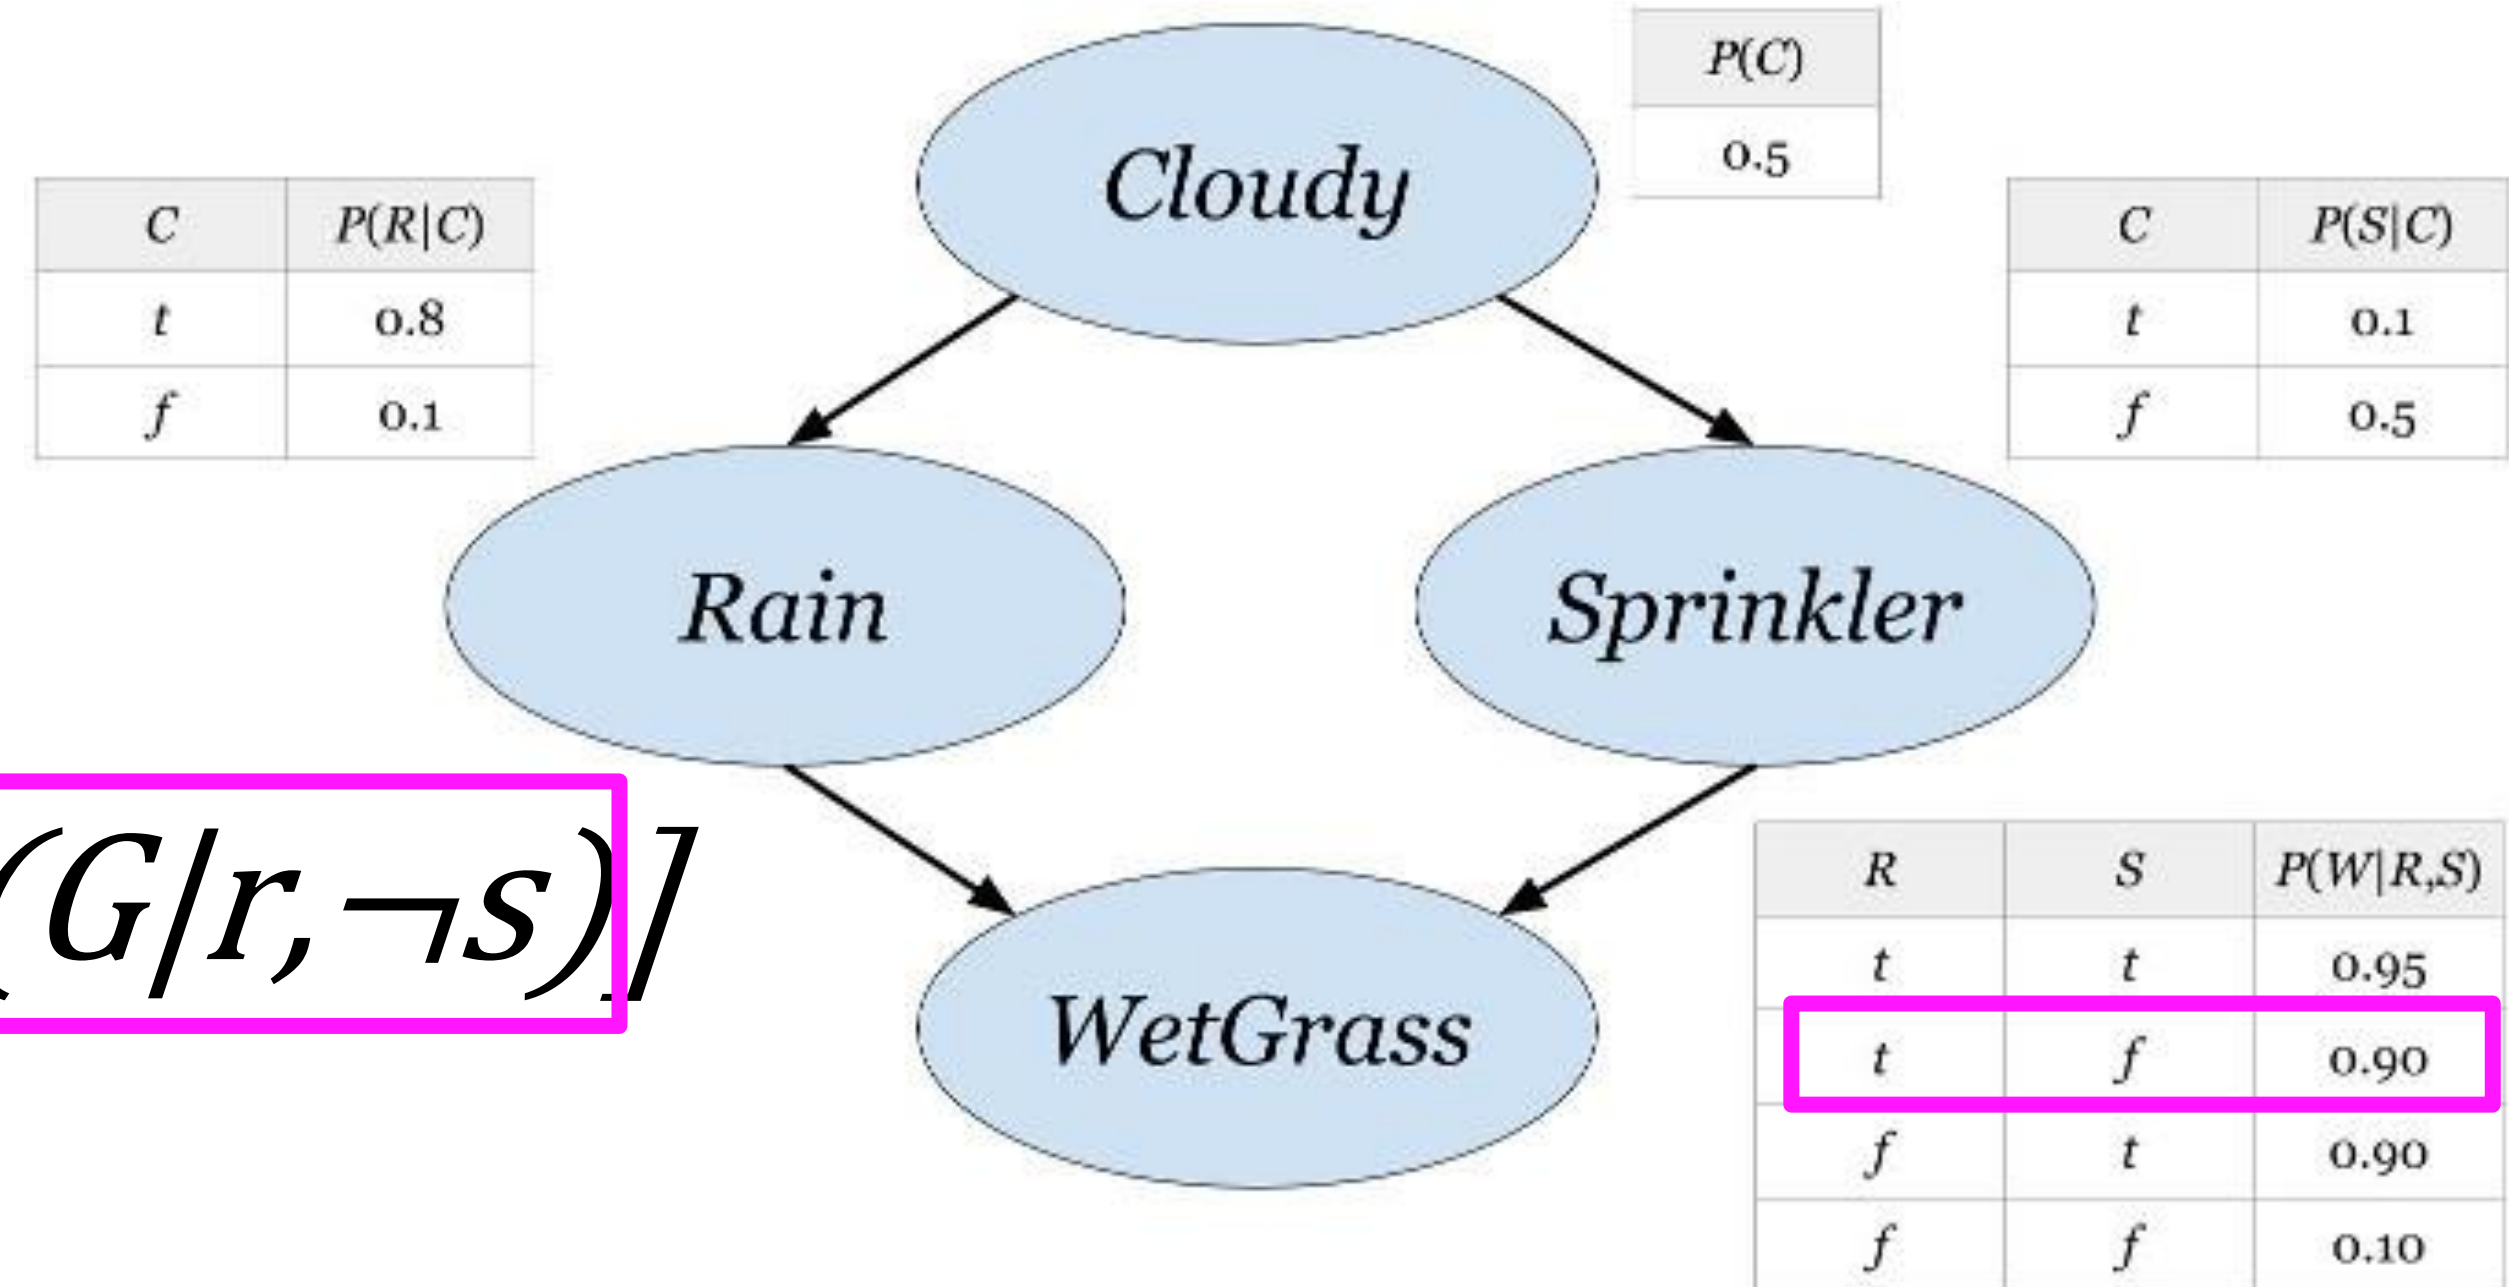 P(C)
0.5
Cloudy
C P(R|C)
t 0.8
f 0.1
C P(S|C)
t 0.1
f 0.5
Rain
Sprinkler
(G|r,¬s)]
WetGrass
R S P(W|R,S)
t t 0.95
t f 0.90
f t 0.90
f f 0.10